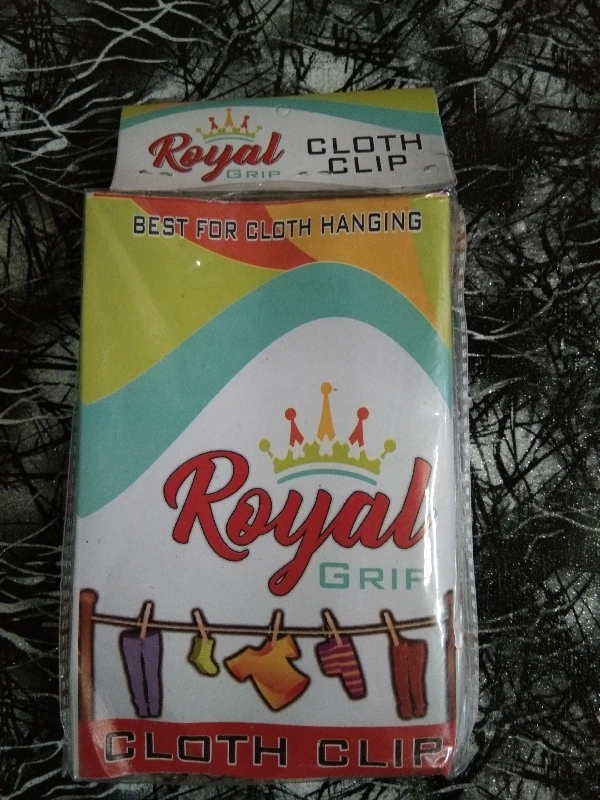 Royal
GRIP
CLOTH
CLIP
BEST FOR CLOTH HANGING
Royal
GRIP
CLOTH CLIP